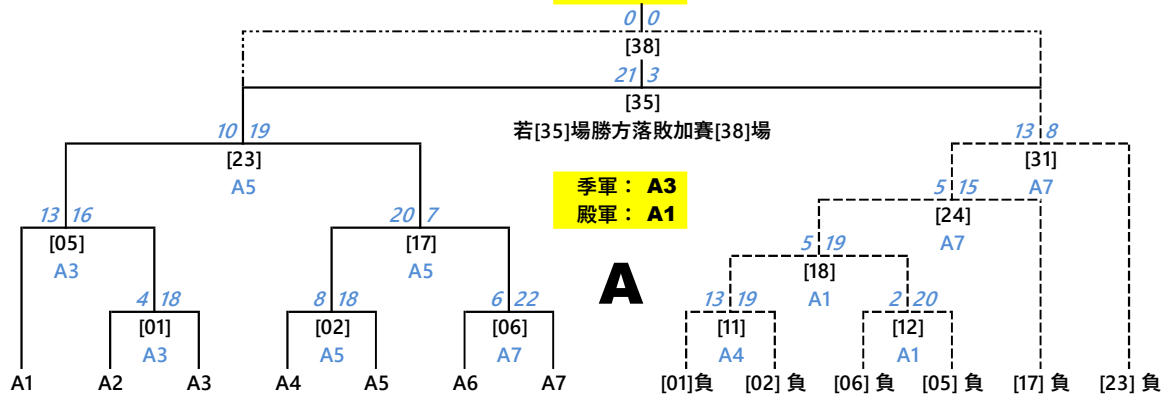 0 0
[38]
21 3
[35]
若[35]場勝方落敗加賽[38]場
10 19
[23]
A5
13 8
[31]
A7
季軍： A3
殿軍： A1
13 16
[05]
A3
20 7
[17]
A5
5 15
[24]
A7
A
5 19
[18]
A1
4 18
[01]
A3
8 18
[02]
A5
6 22
[06]
A7
13 19
[11]
A4
2 20
[12]
A1
A1 A2 A3 A4 A5 A6 A7 [01]負 [02] 負 [06] 負 [05] 負 [17] 負 [23] 負